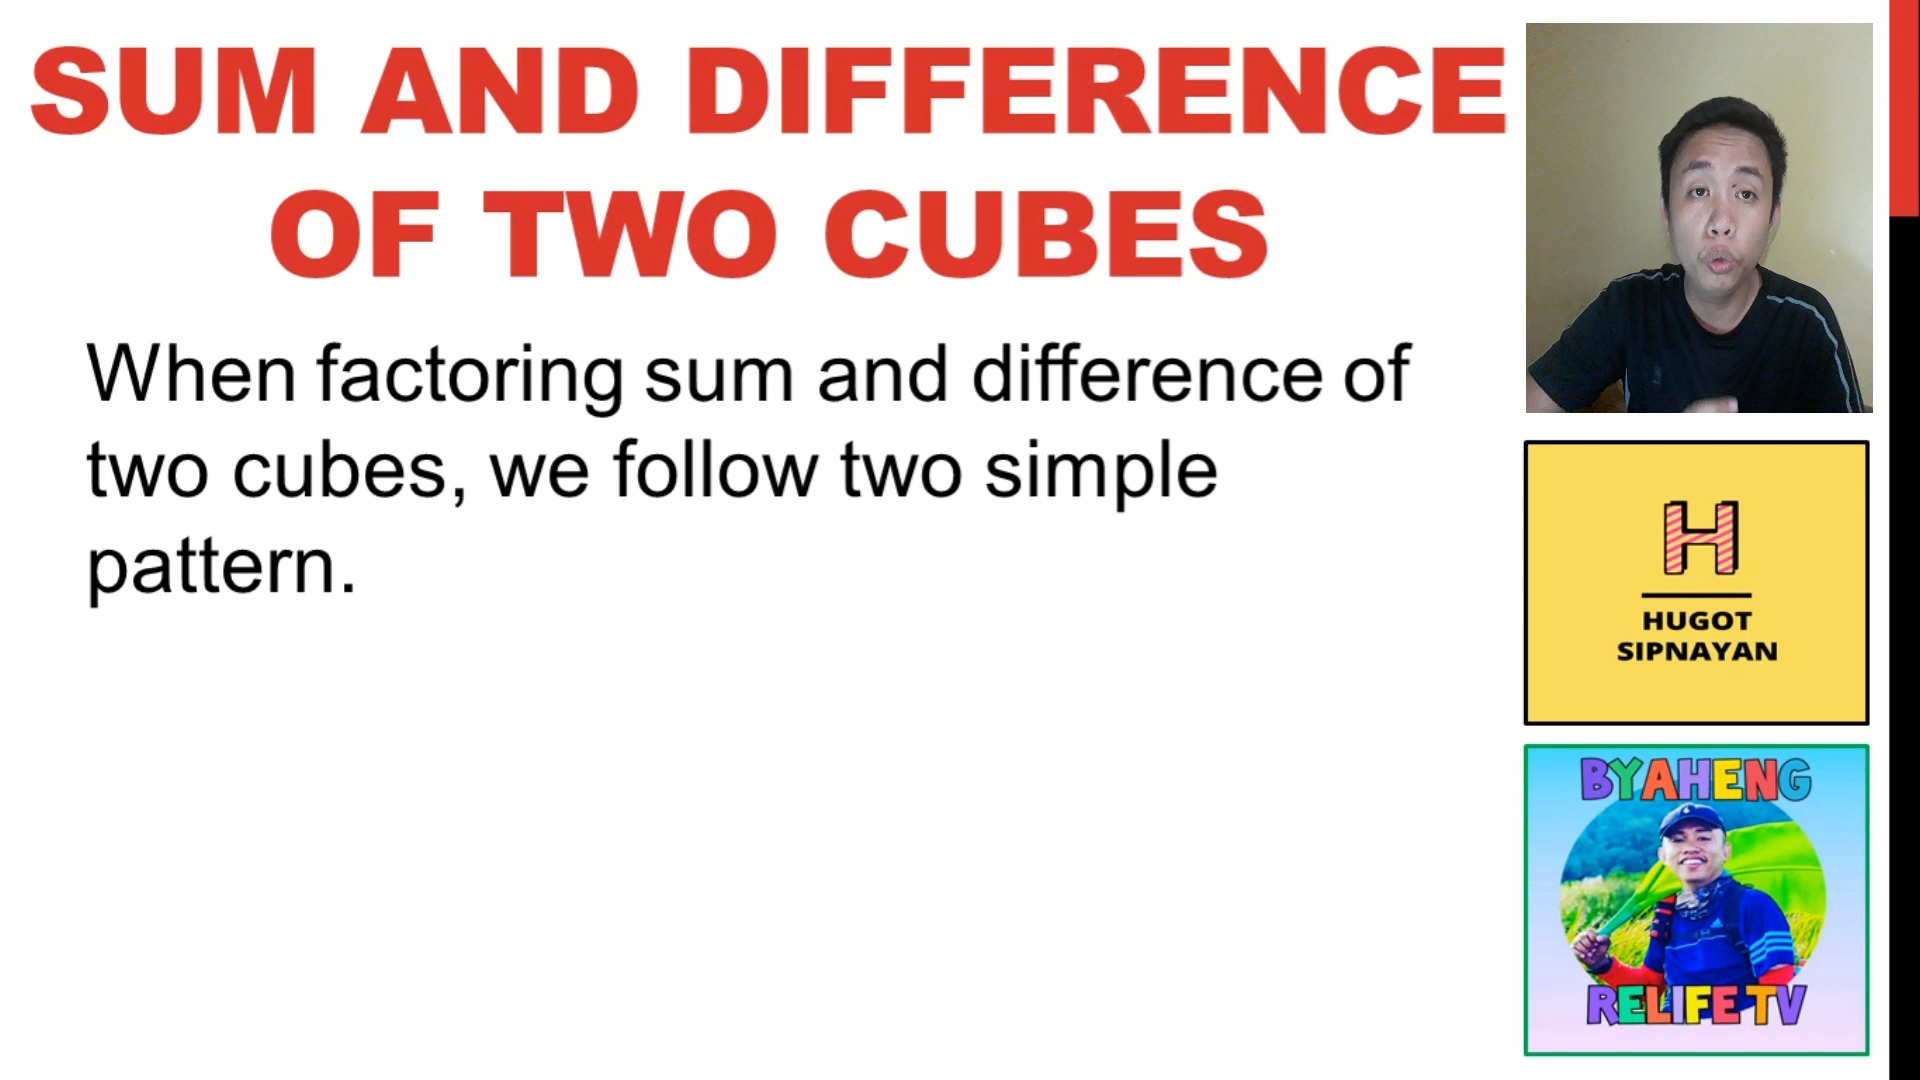 SUM AND DIFFERENCE
OF TWO CUBES
When factoring sum and difference of
two cubes, we follow two simple
pattern.
H
HUGOT
SIPNAYAN
BYAHENG
RELIFE TV